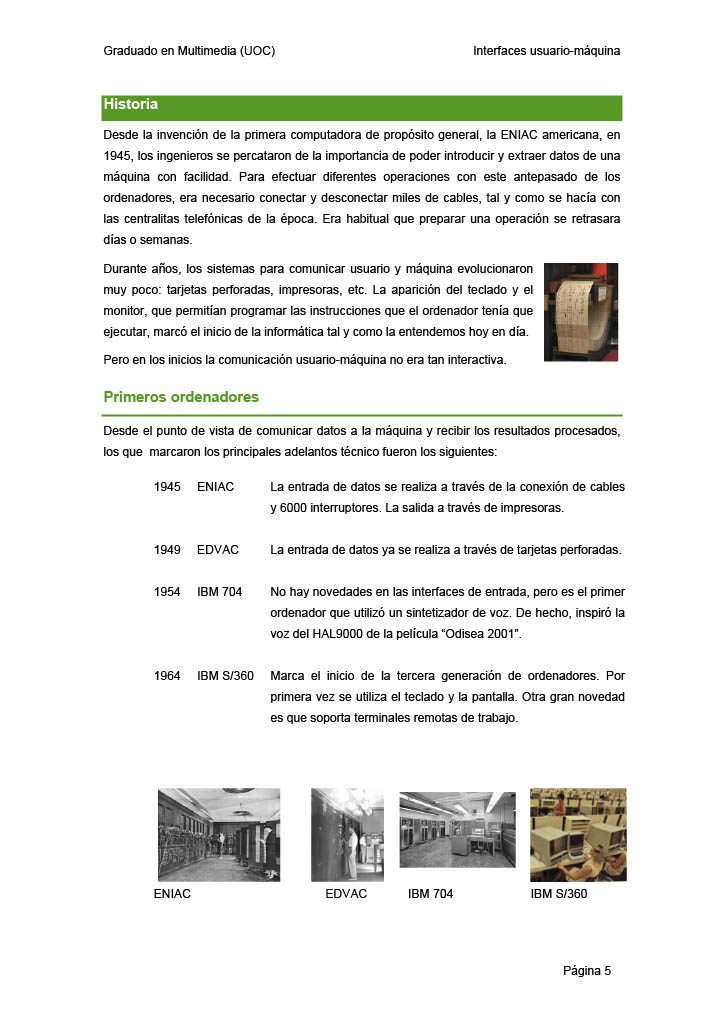 Graduado en Multimedia (UOC) Interfaces usuario-máquina
Historia
Desde la invención de la primera computadora de propósito general, la ENIAC americana, en
1945, los ingenieros se percataron de la importancia de poder introducir y extraer datos de una
máquina con facilidad. Para efectuar diferentes operaciones con este antepasado de los
ordenadores, era necesario conectar y desconectar miles de cables, tal y como se hacía con
las centralitas telefónicas de la época. Era habitual que preparar una operación se retrasara
días o semanas.
Durante años, los sistemas para comunicar usuario y máquina evolucionaron
muy poco: tarjetas perforadas, impresoras, etc. La aparición del teclado y el
monitor, que permitían programar las instrucciones que el ordenador tenía que
ejecutar, marcó el inicio de la informática tal y como la entendemos hoy en día.
Pero en los inicios la comunicación usuario-máquina no era tan interactiva.
Primeros ordenadores
Desde el punto de vista de comunicar datos a la máquina y recibir los resultados procesados,
los que marcaron los principales adelantos técnico fueron los siguientes:
1945 ENIAC La entrada de datos se realiza a través de la conexión de cables
y 6000 interruptores. La salida a través de impresoras.
1949 EDVAC La entrada de datos ya se realiza a través de tarjetas perforadas.
1954 IBM 704 No hay novedades en las interfaces de entrada, pero es el primer
ordenador que utilizó un sintetizador de voz. De hecho, inspiró la
voz del HAL9000 de la película “Odisea 2001”.
1964 IBM S/360 Marca el inicio de la tercera generación de ordenadores. Por
primera vez se utiliza el teclado y la pantalla. Otra gran novedad
es que soporta terminales remotas de trabajo.
ENIAC EDVAC IBM 704 IBM S/360
Página 5